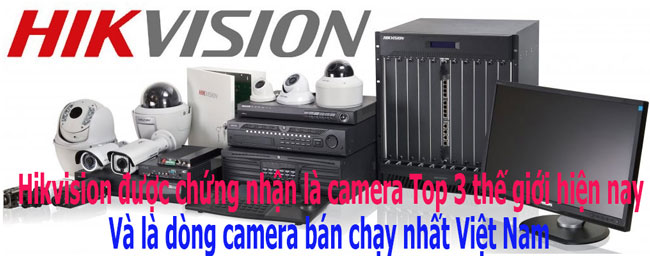 HIKVISION
HIKVISION
Hikvision được chứng nhận là camera Top 3 thế giới hiện nay
Và là dòng camera bán chạy nhất Việt Nam